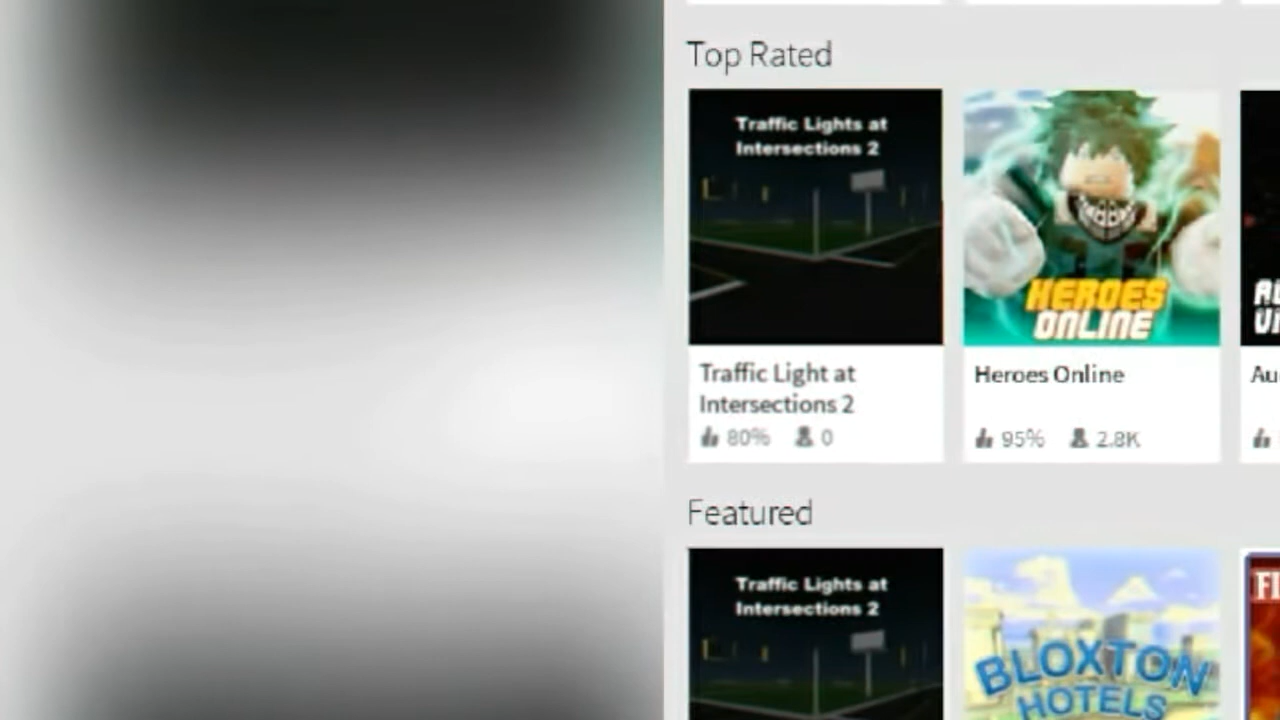 Top Rated
Traffic Lights at
Intersections 2
HEROES
ONLINE
Traffic Light at
Intersections 2
80% 0
Heroes Online
95% 2.8K
Au
Featured
Traffic Lights at
Intersections 2
BLOXTON
HOTELS